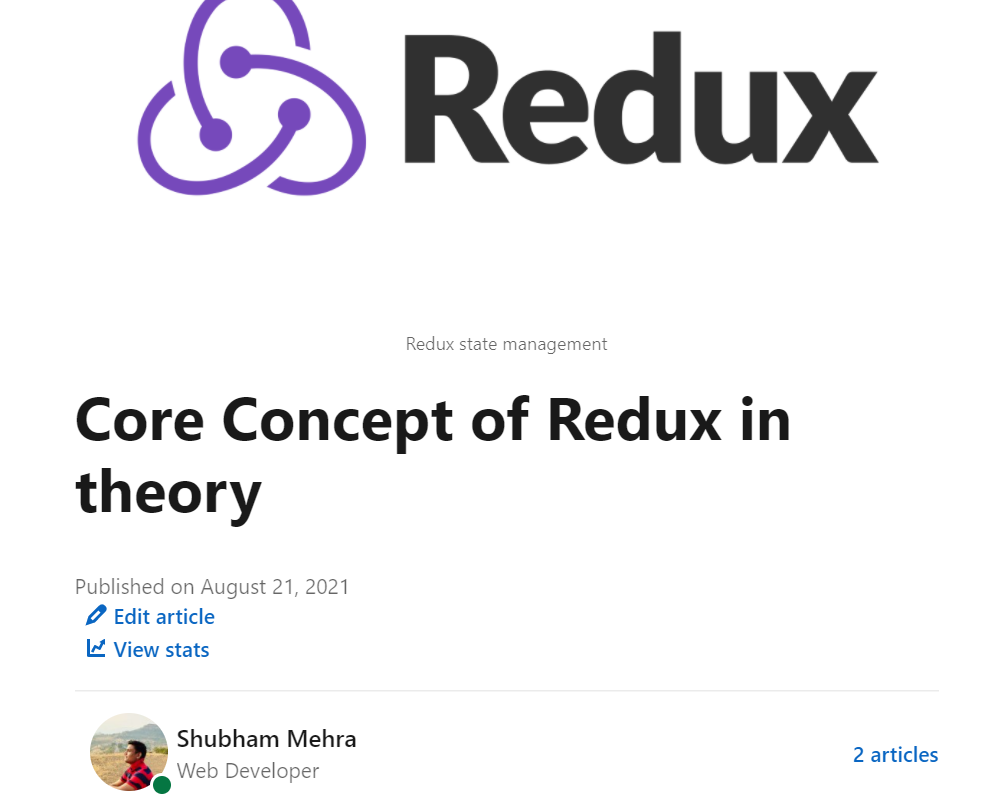 Redux
Redux state management
Core Concept of Redux in
theory
Published on August 21, 2021
Edit article
View stats
Shubham Mehra
Web Developer
2 articles